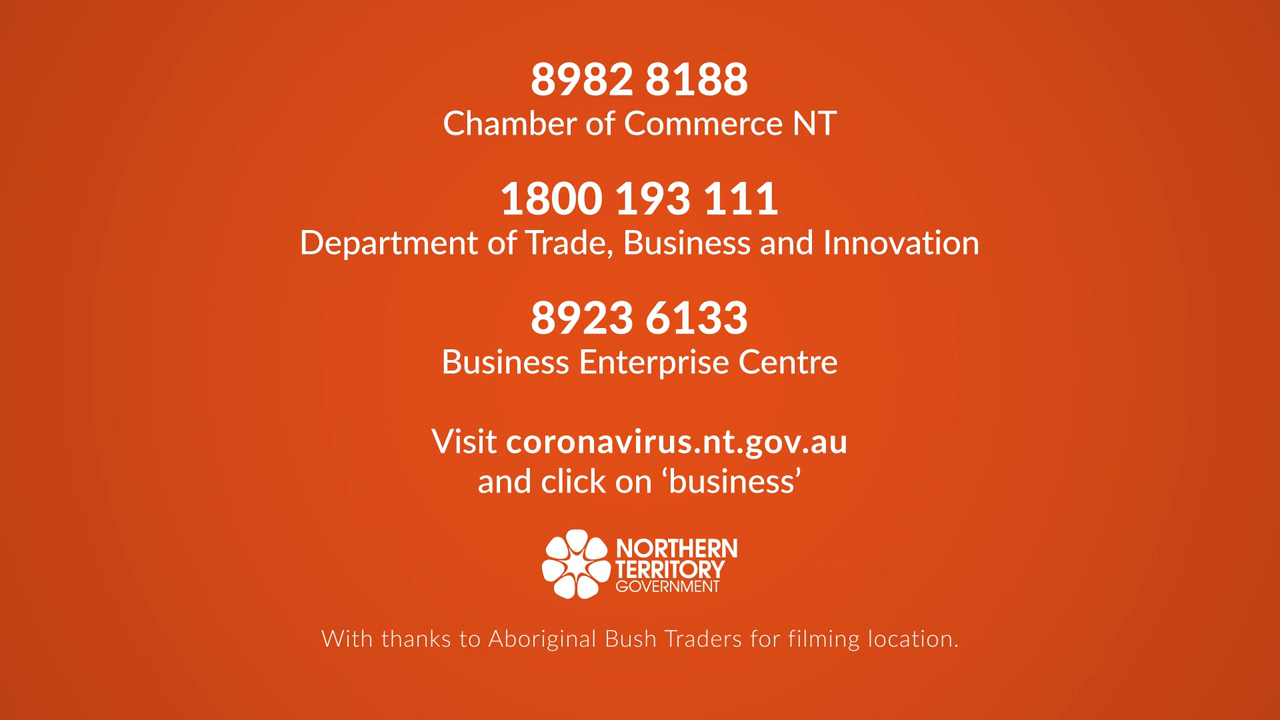 8982 8188
Chamber of Commerce NT
1800 193 111
Department of Trade, Business and Innovation
8923 6133
Business Enterprise Centre
Visit coronavirus.nt.gov.au
and click on ‘business’
NORTHERN
TERRITORY
GOVERNMENT
With thanks to Aboriginal Bush Traders for filming location.